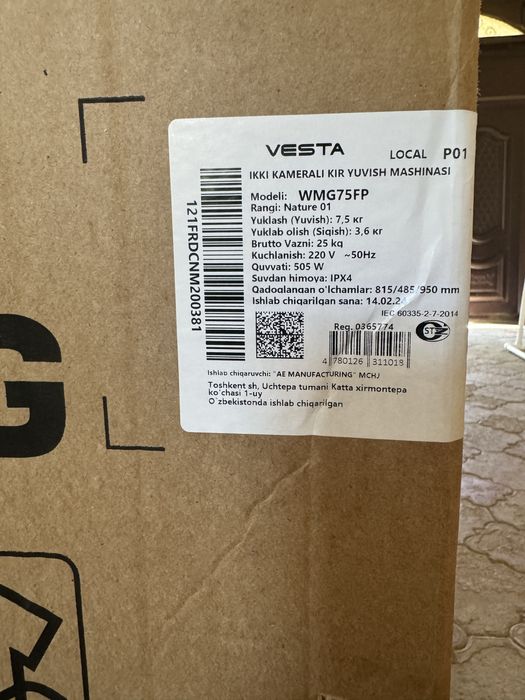 VESTA LOCAL P01
IKKI KAMERALI KIR YUVISH MASHINASI
Modeli: WMG75FP
Rangi: Nature 01
Yuklash (Yuvish): 7,5 кг
Yuklab olish (Siqish): 3,6 кг
Brutto Vazni: 25 kg
Kuchlanish: 220 V ~50Hz
Quvvati: 505 W
Suvdan himoya: IPX4
Qadoqlangan o'lchamlar: 815/485/950 mm
Ishlab chiqarilgan sana: 14.02.24
IEC 60335-2-7-2014
Reg. 0365774
4 780126 311018
121FRDCNM200381
Ishlab chiqaruvchi: "AE MANUFACTURING" MCHJ
Toshkent sh, Uchtepa tumani Katta xirmontepa
ko'chasi 1-uy
O'zbekistonda ishlab chiqarilgan
G